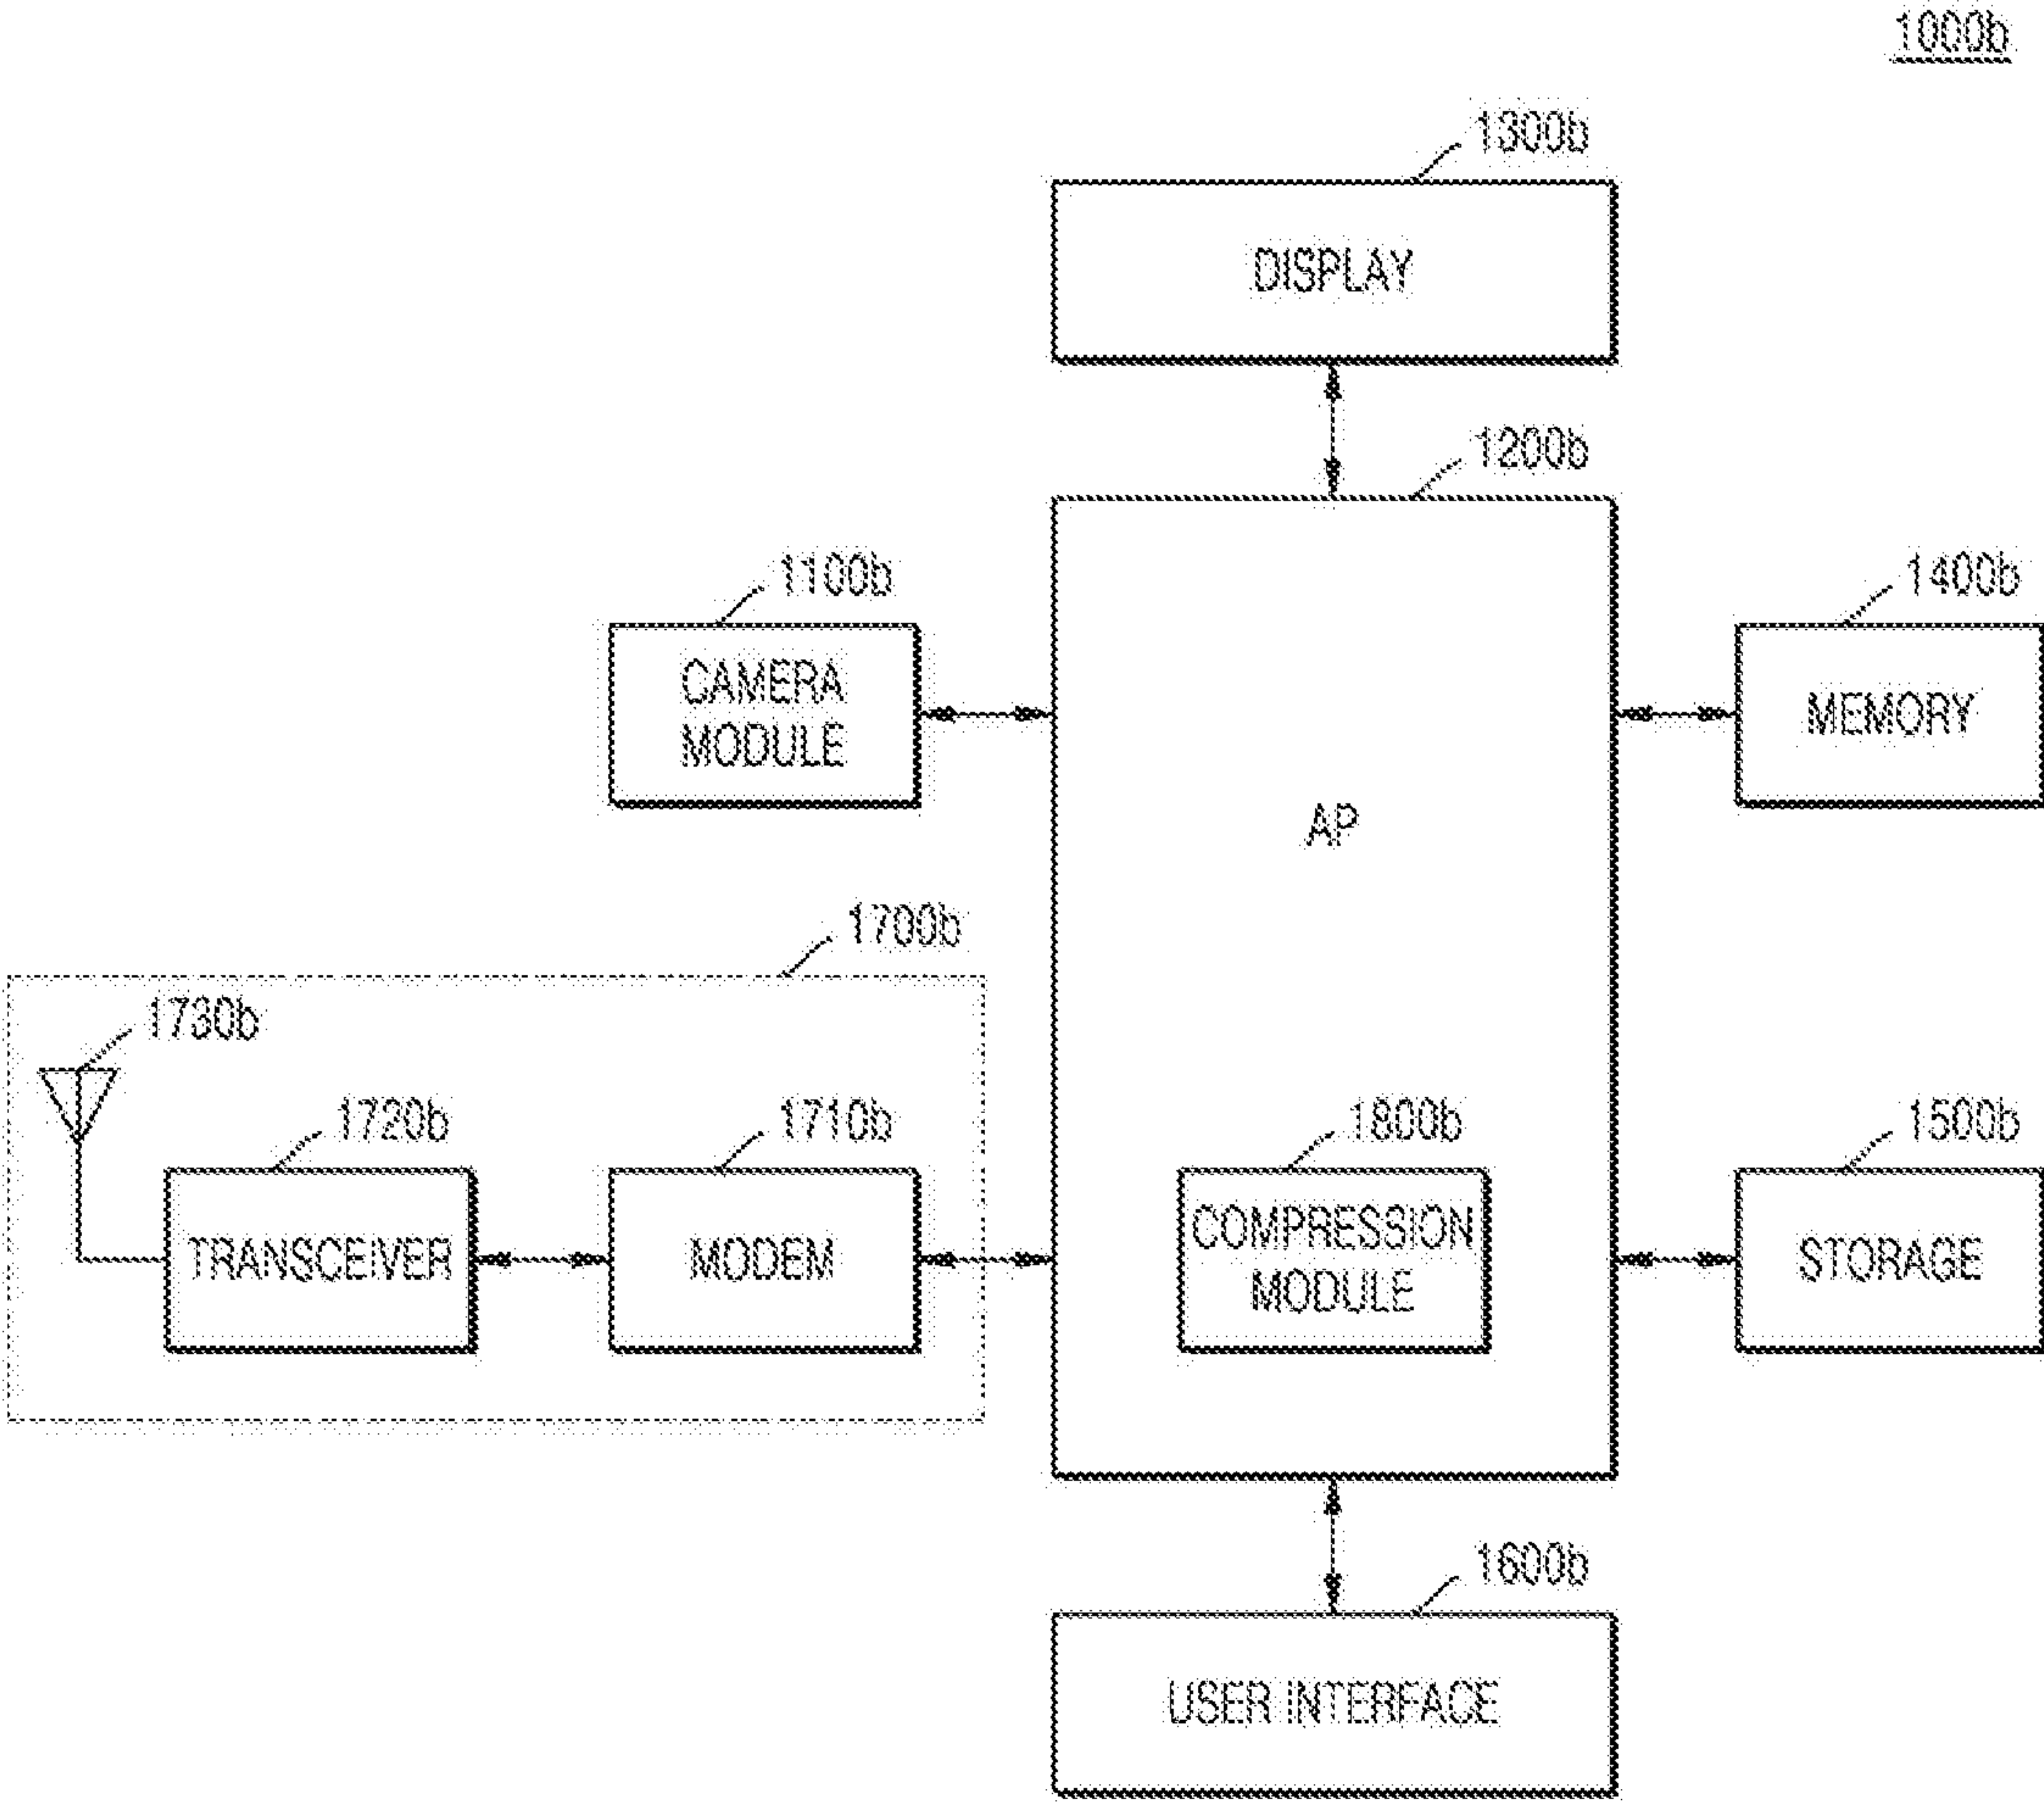 1000b
1300b
DISPLAY
1200b
1100b
CAMERA
MODULE
1400b
MEMORY
AP
1700b
1730b
1720b
TRANSCEIVER
1710b
MODEM
1800b
COMPRESSION
MODULE
1500b
STORAGE
1600b
USER INTERFACE